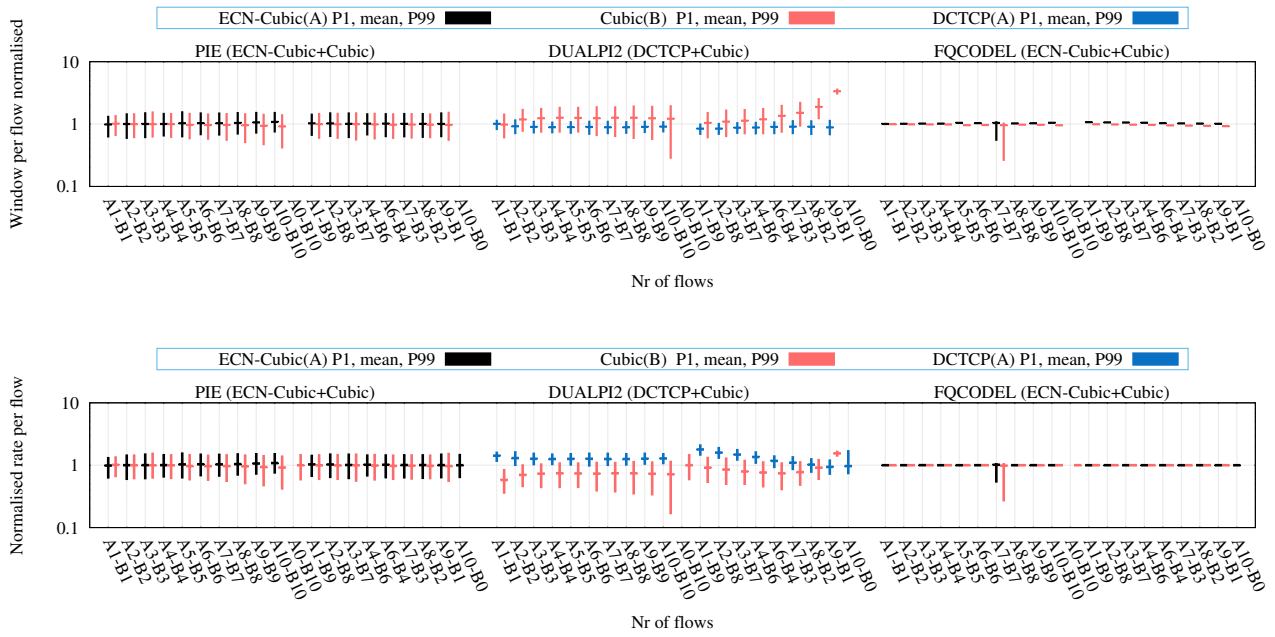 ECN-Cubic(A) P1, mean, P99 Cubic(B) P1, mean, P99 DCTCP(A) P1, mean, P99
PIE (ECN-Cubic+Cubic) DUALPI2 (DCTCP+Cubic) FQCODEL (ECN-Cubic+Cubic)
Window per flow normalised
10
1
0.1
A1-B1 A2-B2 A3-B3 A4-B4 A5-B5 A6-B6 A7-B7 A8-B8 A9-B9 A10-B10 A0-B10 A1-B9 A2-B8 A3-B7 A4-B6 A6-B4 A7-B3 A8-B2 A9-B1 A10-B0
A1-B1 A2-B2 A3-B3 A4-B4 A5-B5 A6-B6 A7-B7 A8-B8 A9-B9 A10-B10 A0-B10 A1-B9 A2-B8 A3-B7 A4-B6 A6-B4 A7-B3 A8-B2 A9-B1 A10-B0
A1-B1 A2-B2 A3-B3 A4-B4 A5-B5 A6-B6 A7-B7 A8-B8 A9-B9 A10-B10 A0-B10 A1-B9 A2-B8 A3-B7 A4-B6 A6-B4 A7-B3 A8-B2 A9-B1 A10-B0
Nr of flows
ECN-Cubic(A) P1, mean, P99 Cubic(B) P1, mean, P99 DCTCP(A) P1, mean, P99
PIE (ECN-Cubic+Cubic) DUALPI2 (DCTCP+Cubic) FQCODEL (ECN-Cubic+Cubic)
Normalised rate per flow
10
1
0.1
A1-B1 A2-B2 A3-B3 A4-B4 A5-B5 A6-B6 A7-B7 A8-B8 A9-B9 A10-B10 A0-B10 A1-B9 A2-B8 A3-B7 A4-B6 A6-B4 A7-B3 A8-B2 A9-B1 A10-B0
A1-B1 A2-B2 A3-B3 A4-B4 A5-B5 A6-B6 A7-B7 A8-B8 A9-B9 A10-B10 A0-B10 A1-B9 A2-B8 A3-B7 A4-B6 A6-B4 A7-B3 A8-B2 A9-B1 A10-B0
A1-B1 A2-B2 A3-B3 A4-B4 A5-B5 A6-B6 A7-B7 A8-B8 A9-B9 A10-B10 A0-B10 A1-B9 A2-B8 A3-B7 A4-B6 A6-B4 A7-B3 A8-B2 A9-B1 A10-B0
Nr of flows